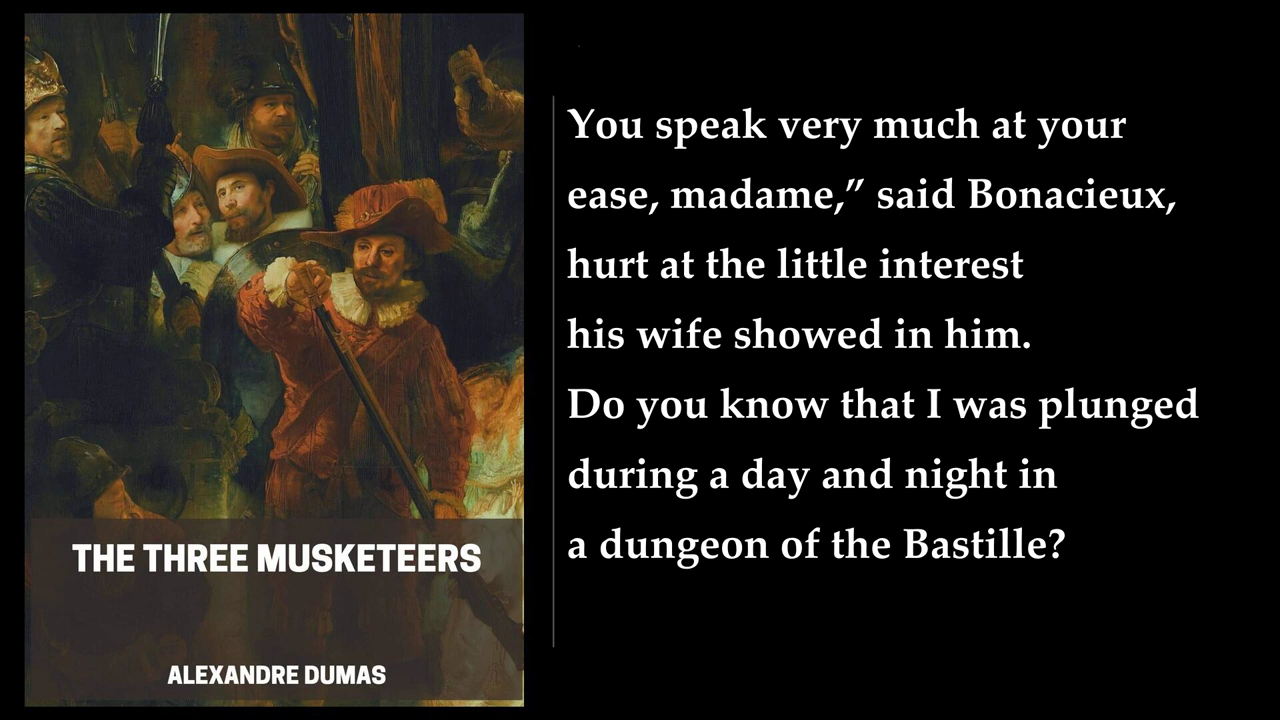 THE THREE MUSKETEERS
ALEXANDRE DUMAS
You speak very much at your
ease, madame,” said Bonacieux,
hurt at the little interest
his wife showed in him.
Do you know that I was plunged
during a day and night in
a dungeon of the Bastille?